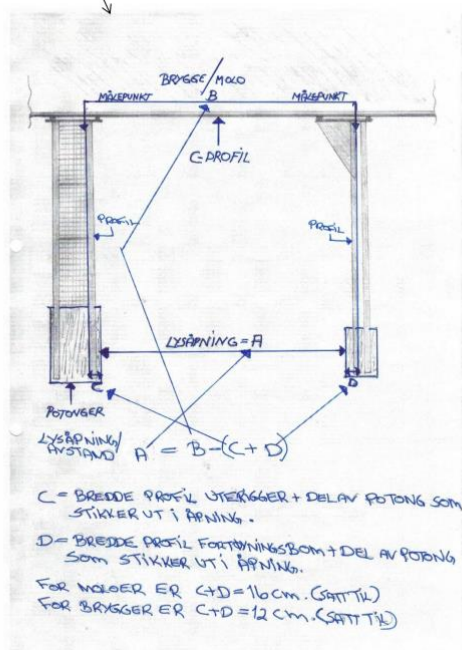 BRYGGE/MOLO
MÅLEPUNKT B MÅLEPUNKT
C-PROFIL
PROFIL PROFIL
LYSÅPNING = A
C D
POTONGER
LYSÅPNING/
AVSTAND A = B-(C+D)
C = BREDDE PROFIL UTERIGGER + DEL AV POTONG SOM
STIKKER UT I ÅPNING.
D = BREDDE PROFIL FORTØYNINGSBOM + DEL AV POTONG
SOM STIKKER UT I ÅPNING.
FOR MOLOER ER C+D = 16 CM. (SATT TIL)
FOR BRYGGER ER C+D = 12 CM. (SATT TIL)